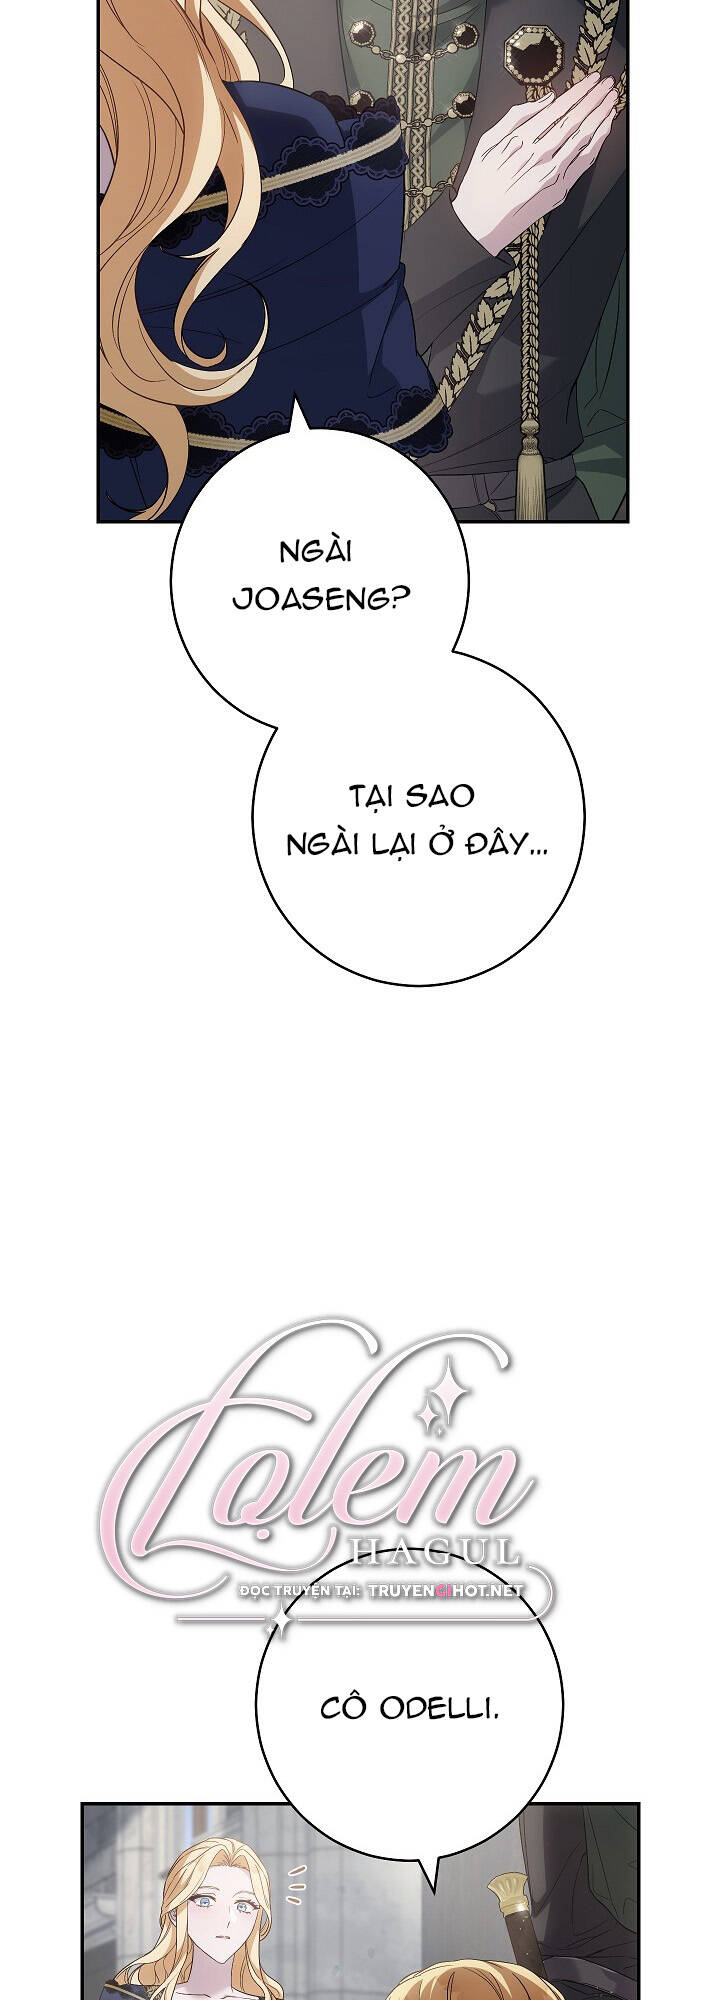 NGÀI
JOASENG?
TẠI SAO
NGÀI LẠI Ở ĐÂY...
Lọlem
HAGUL
ĐỌC TRUYỆN TẠI: TRUYENGIHOT.NET
CÔ ODELLI.